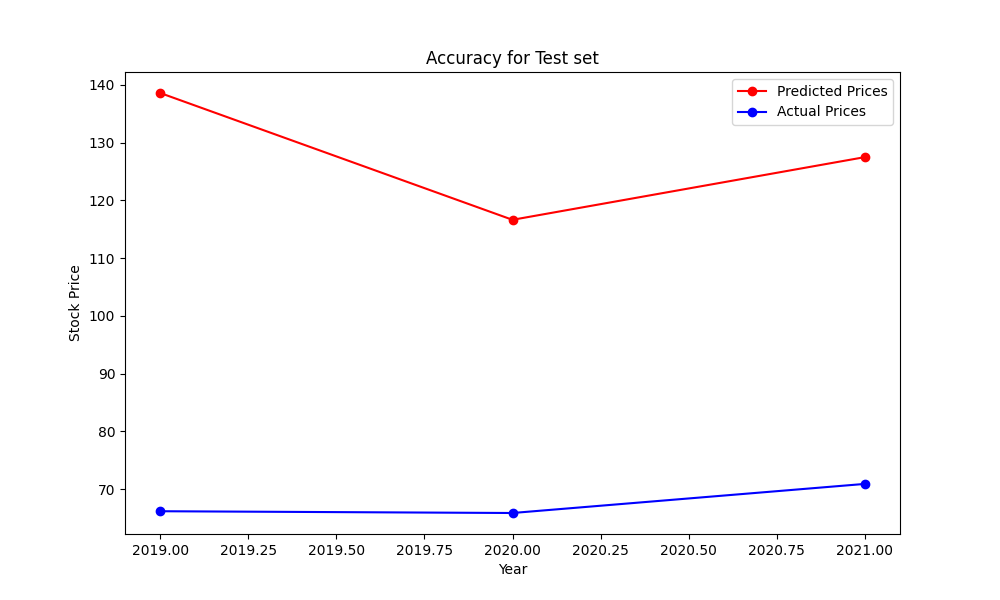 Accuracy for Test set
Predicted Prices
Actual Prices
140
130
120
110
100
90
80
70
Stock Price
2019.00 2019.25 2019.50 2019.75 2020.00 2020.25 2020.50 2020.75 2021.00
Year